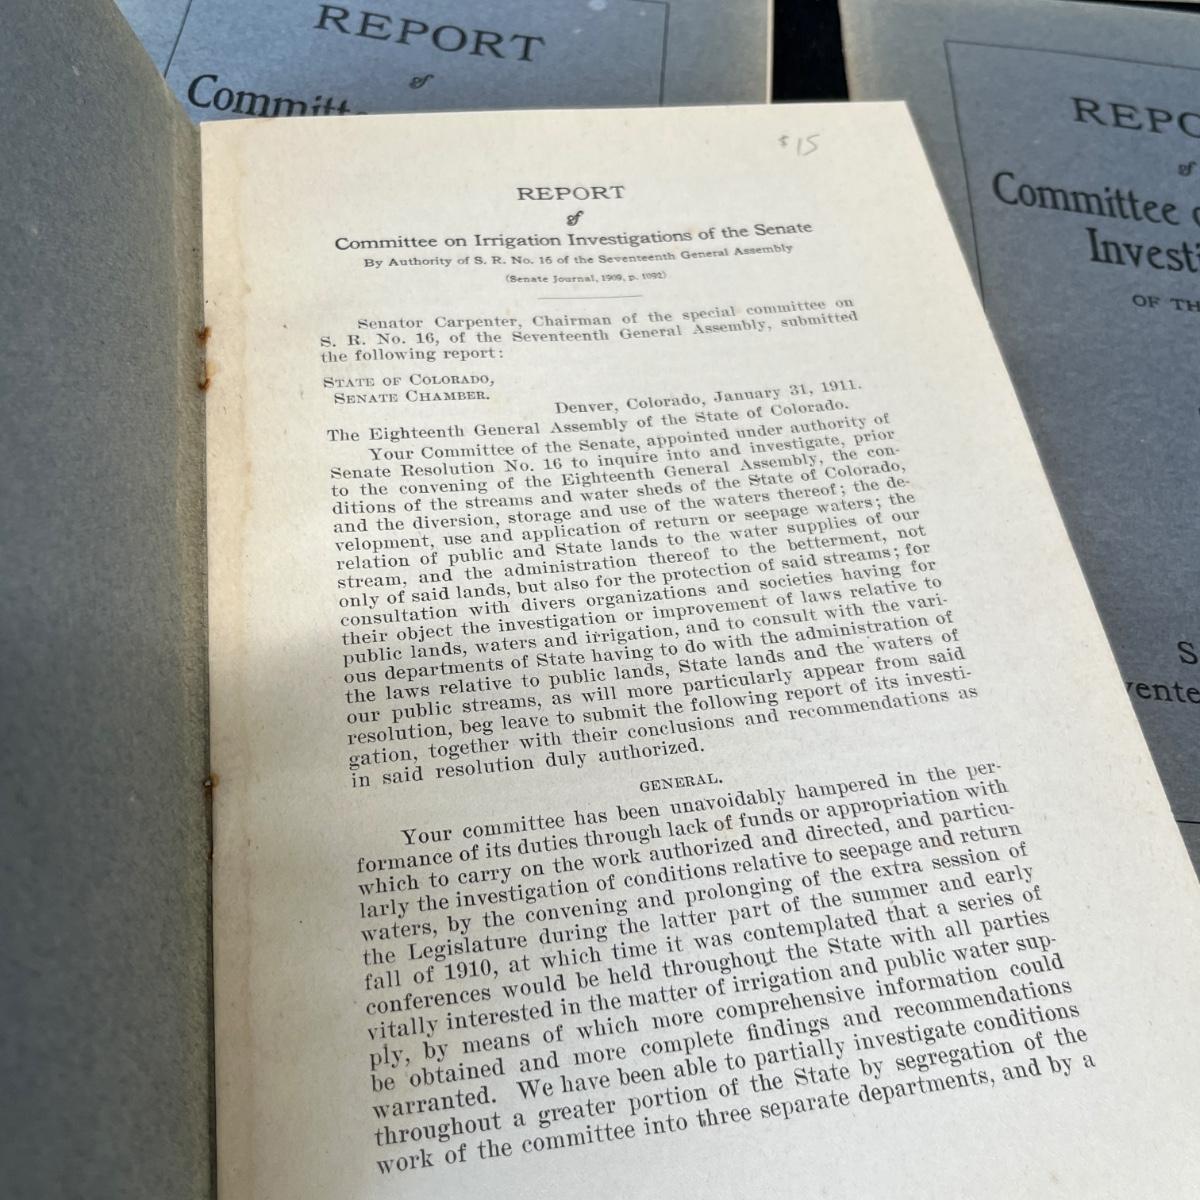 REPORT
of
Committe
$15
REPORT
of
Committee on Irrigation Investigations of the Senate
By Authority of S. R. No. 16 of the Seventeenth General Assembly
(Senate Journal, 1909, p. 1092)
Senator Carpenter, Chairman of the special committee on
S. R. No. 16, of the Seventeenth General Assembly, submitted
the following report:
STATE OF COLORADO,
SENATE CHAMBER.
Denver, Colorado, January 31, 1911.
The Eighteenth General Assembly of the State of Colorado.
Your Committee of the Senate, appointed under authority of
Senate Resolution No. 16 to inquire into and investigate, prior
to the convening of the Eighteenth General Assembly, the con-
ditions of the streams and water sheds of the State of Colorado,
and the diversion, storage and use of the waters thereof; the de-
velopment, use and application of return or seepage waters; the
relation of public and State lands to the water supplies of our
stream, and the administration thereof to the betterment, not
only of said lands, but also for the protection of said streams; for
consultation with divers organizations and societies having for
their object the investigation or improvement of laws relative to
public lands, waters and irrigation, and to consult with the vari-
ous departments of State having to do with the administration of
the laws relative to public lands, State lands and the waters of
our public streams, as will more particularly appear from said
resolution, beg leave to submit the following report of its investi-
gation, together with their conclusions and recommendations as
in said resolution duly authorized.
GENERAL.
Your committee has been unavoidably hampered in the per-
formance of its duties through lack of funds or appropriation with
which to carry on the work authorized and directed, and particu-
larly the investigation of conditions relative to seepage and return
waters, by the convening and prolonging of the extra session of
the Legislature during the latter part of the summer and early
fall of 1910, at which time it was contemplated that a series of
conferences would be held throughout the State with all parties
vitally interested in the matter of irrigation and public water sup-
ply, by means of which more comprehensive information could
be obtained and more complete findings and recommendations
warranted. We have been able to partially investigate conditions
throughout a greater portion of the State by segregation of the
work of the committee into three separate departments, and by a
REPO
of
Committee o
Investi
OF TH
S
vente